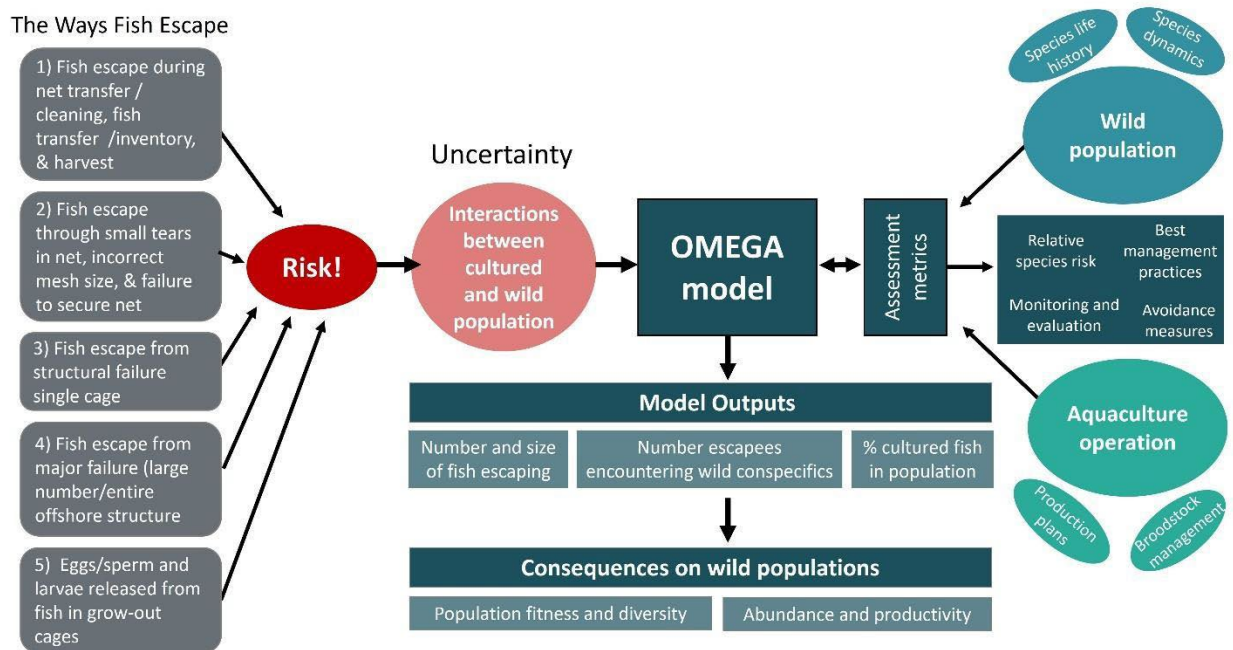 The Ways Fish Escape
1) Fish escape during
net transfer /
cleaning, fish
transfer /inventory,
& harvest
2) Fish escape
through small tears
in net, incorrect
mesh size, & failure
to secure net
3) Fish escape from
structural failure
single cage
4) Fish escape from
major failure (large
number/entire
offshore structure
5) Eggs/sperm and
larvae released from
fish in grow-out
cages
Risk!
Uncertainty
Interactions
between
cultured
and wild
population
OMEGA
model
Assessment
metrics
Species life
history
Species
dynamics
Wild
population
Relative
species risk
Best
management
practices
Monitoring and
evaluation
Avoidance
measures
Aquaculture
operation
Production
plans
Broodstock
management
Model Outputs
Number and size
of fish escaping
Number escapees
encountering wild conspecifics
% cultured fish
in population
Consequences on wild populations
Population fitness and diversity
Abundance and productivity